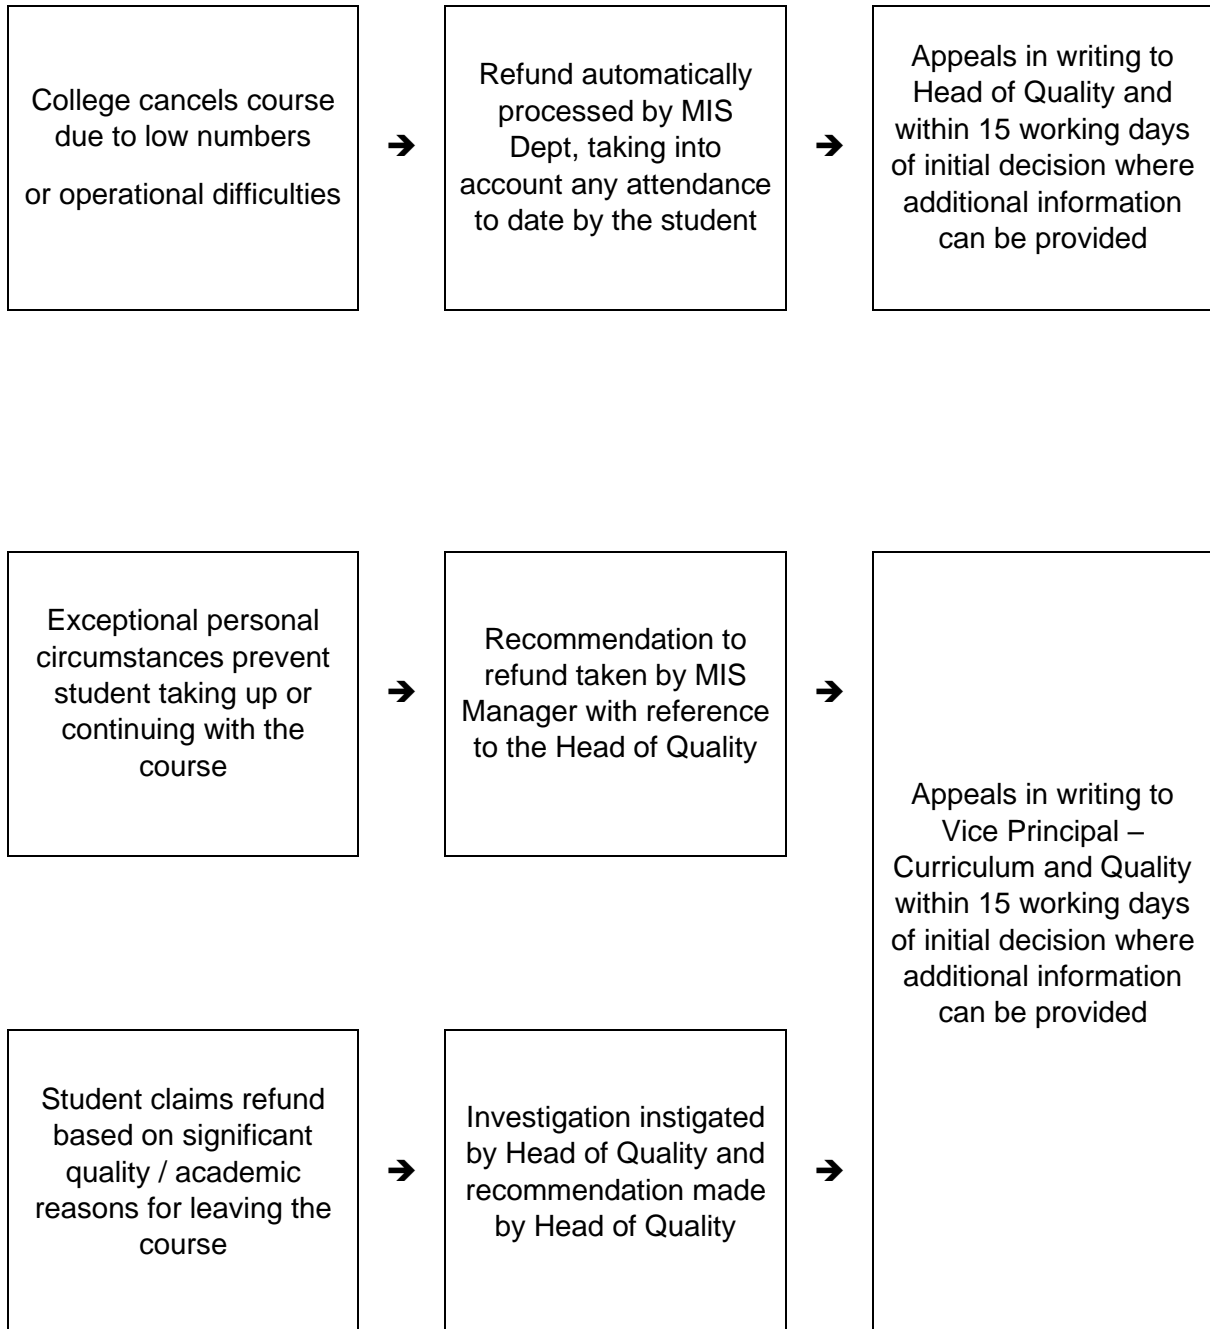 College cancels course
due to low numbers
or operational difficulties
➔
Refund automatically
processed by MIS
Dept, taking into
account any attendance
to date by the student
➔
Appeals in writing to
Head of Quality and
within 15 working days
of initial decision where
additional information
can be provided
Exceptional personal
circumstances prevent
student taking up or
continuing with the
course
➔
Recommendation to
refund taken by MIS
Manager with reference
to the Head of Quality
➔
Student claims refund
based on significant
quality / academic
reasons for leaving the
course
➔
Investigation instigated
by Head of Quality and
recommendation made
by Head of Quality
➔
Appeals in writing to
Vice Principal –
Curriculum and Quality
within 15 working days
of initial decision where
additional information
can be provided